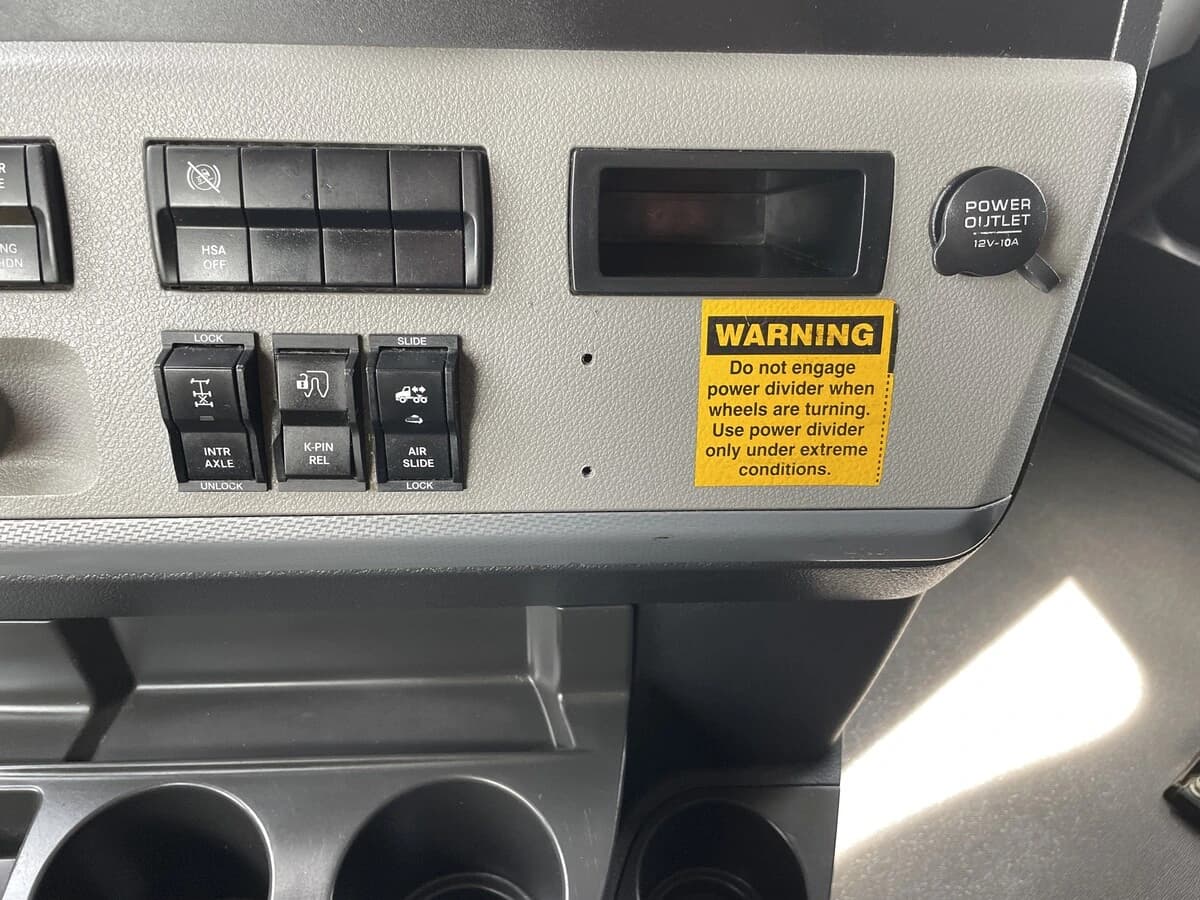 HSA
OFF
POWER
OUTLET
12V-10A
WARNING
Do not engage
power divider when
wheels are turning.
Use power divider
only under extreme
conditions.
LOCK
INTR
AXLE
UNLOCK
K-PIN
REL
SLIDE
AIR
SLIDE
LOCK